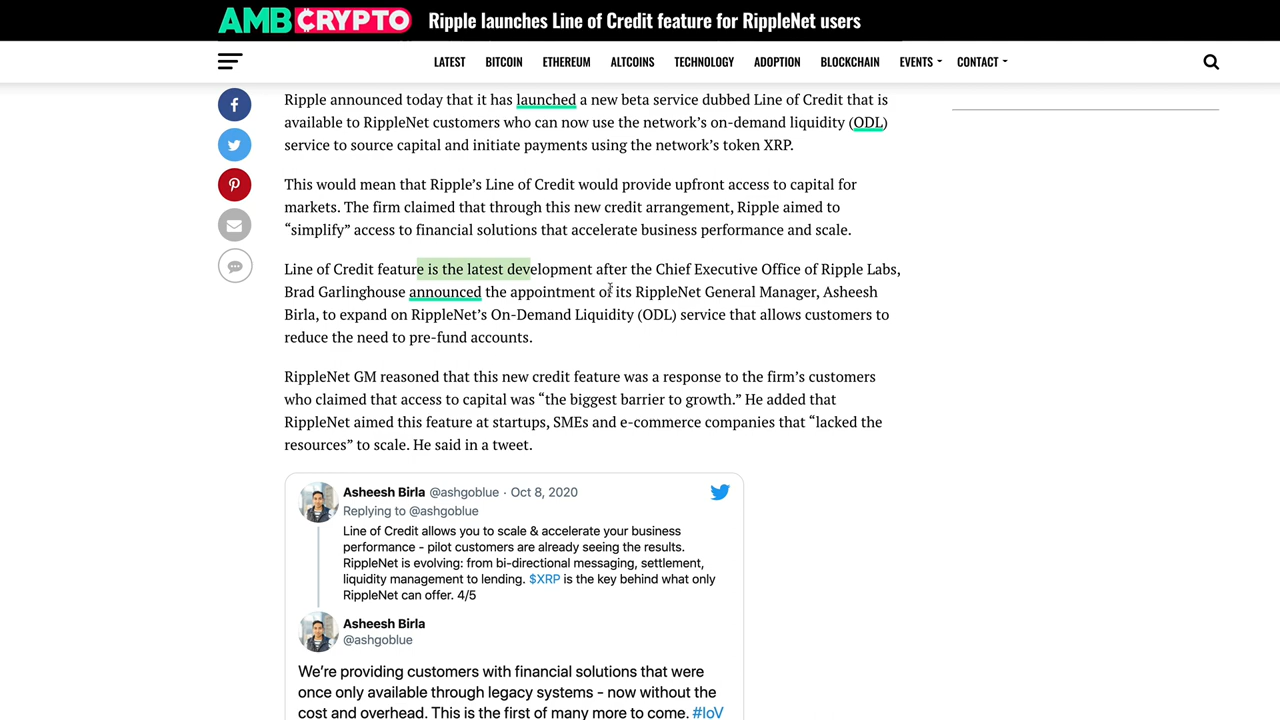 AMBCRYPTO Ripple launches Line of Credit feature for RippleNet users
LATEST BITCOIN ETHEREUM ALTCOINS TECHNOLOGY ADOPTION BLOCKCHAIN EVENTS CONTACT
Ripple announced today that it has launched a new beta service dubbed Line of Credit that is
available to RippleNet customers who can now use the network’s on-demand liquidity (ODL)
service to source capital and initiate payments using the network’s token XRP.
This would mean that Ripple’s Line of Credit would provide upfront access to capital for
markets. The firm claimed that through this new credit arrangement, Ripple aimed to
“simplify” access to financial solutions that accelerate business performance and scale.
Line of Credit feature is the latest development after the Chief Executive Office of Ripple Labs,
Brad Garlinghouse announced the appointment of its RippleNet General Manager, Asheesh
Birla, to expand on RippleNet’s On-Demand Liquidity (ODL) service that allows customers to
reduce the need to pre-fund accounts.
RippleNet GM reasoned that this new credit feature was a response to the firm’s customers
who claimed that access to capital was “the biggest barrier to growth.” He added that
RippleNet aimed this feature at startups, SMEs and e-commerce companies that “lacked the
resources” to scale. He said in a tweet.
Asheesh Birla @ashgoblue · Oct 8, 2020
Replying to @ashgoblue
Line of Credit allows you to scale & accelerate your business
performance - pilot customers are already seeing the results.
RippleNet is evolving: from bi-directional messaging, settlement,
liquidity management to lending. $XRP is the key behind what only
RippleNet can offer. 4/5
Asheesh Birla
@ashgoblue
We’re providing customers with financial solutions that were
once only available through legacy systems - now without the
cost and overhead. This is the first of many more to come. #IoV